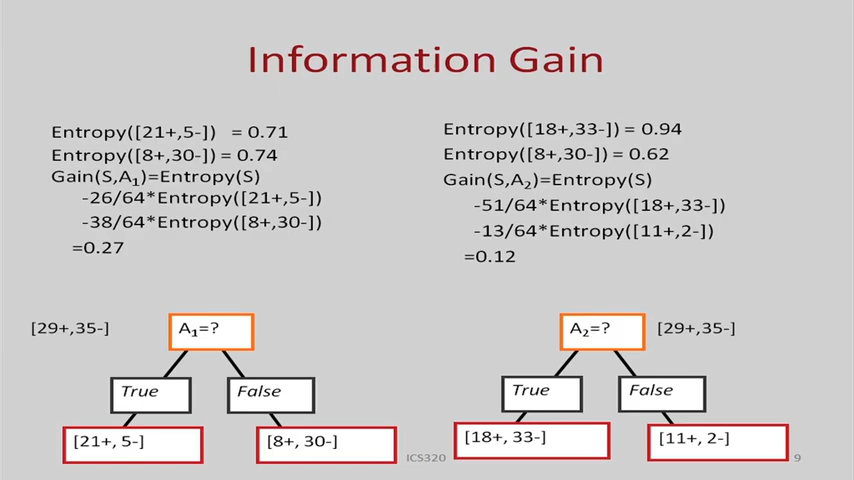 Information Gain
Entropy([21+,5-]) = 0.71
Entropy([8+,30-]) = 0.74
Gain(S,A₁)=Entropy(S)
-26/64*Entropy([21+,5-])
-38/64*Entropy([8+,30-])
=0.27
Entropy([18+,33-]) = 0.94
Entropy([8+,30-]) = 0.62
Gain(S,A₂)=Entropy(S)
-51/64*Entropy([18+,33-])
-13/64*Entropy([11+,2-])
=0.12
[29+,35-]
A₁=?
True
False
[21+, 5-]
[8+, 30-]
A₂=?
[29+,35-]
True
False
[18+, 33-]
[11+, 2-]
ICS320
9